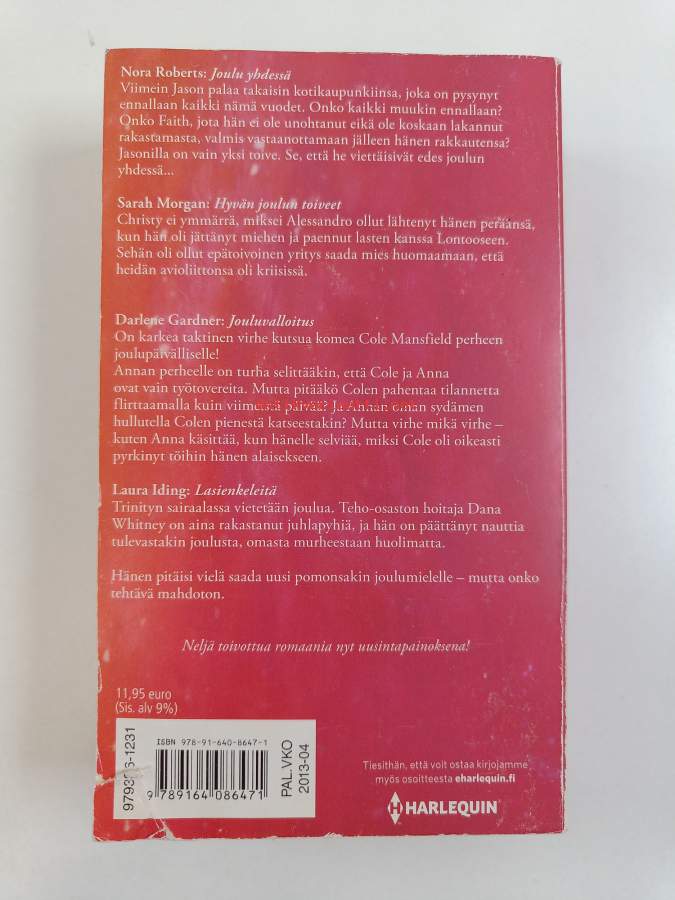 Nora Roberts: Joulu yhdessä
Viimein Jason palaa takaisin kotikaupunkiinsa, joka on pysynyt
ennallaan kaikki nämä vuodet. Onko kaikki muukin ennallaan?
Onko Faith, jota hän ei ole unohtanut eikä ole koskaan lakannut
rakastamasta, valmis vastaanottamaan jälleen hänen rakkautensa?
Jasonilla on vain yksi toive. Se, että he viettäisivät edes joulun
yhdessä...
Sarah Morgan: Hyvän joulun toiveet
Christy ei ymmärrä, miksei Alessandro ollut lähtenyt hänen peräänsä,
kun hän oli jättänyt miehen ja paennut lasten kanssa Lontooseen.
Sehän oli ollut epätoivoinen yritys saada mies huomaamaan, että
heidän avioliittonsa oli kriisissä.
Darlene Gardner: Jouluvalloitus
On karkea taktinen virhe kutsua komea Cole Mansfield perheen
joulupäivälliselle!
Annan perheelle on turha selittääkin, että Cole ja Anna
ovat vain työtovereita. Mutta pitääkö Colen pahentaa tilannetta
flirttaamalla kuin viimeistä päivää? Ja Annan oman sydämen
hullutella Colen pienestä katseestakin? Mutta virhe mikä virhe –
kuten Anna käsittää, kun hänelle selviää, miksi Cole oli oikeasti
pyrkinyt töihin hänen alaisekseen.
Laura Iding: Lasienkeleitä
Trinityn sairaalassa vietetään joulua. Teho-osaston hoitaja Dana
Whitney on aina rakastanut juhlapyhiä, ja hän on päättänyt nauttia
tulevastakin joulusta, omasta murheestaan huolimatta.
Hänen pitäisi vielä saada uusi pomonsakin joulumielelle – mutta onko
tehtävä mahdoton.
Neljä toivottua romaania nyt uusintapainoksena!
11,95 euro
(Sis. alv 9%)
ISBN 978-91-640-8647-1
9 789164 086471
PAL.VKO
2013-04
Tiesithän, että voit ostaa kirjojamme
myös osoitteesta eharlequin.fi
HARLEQUIN